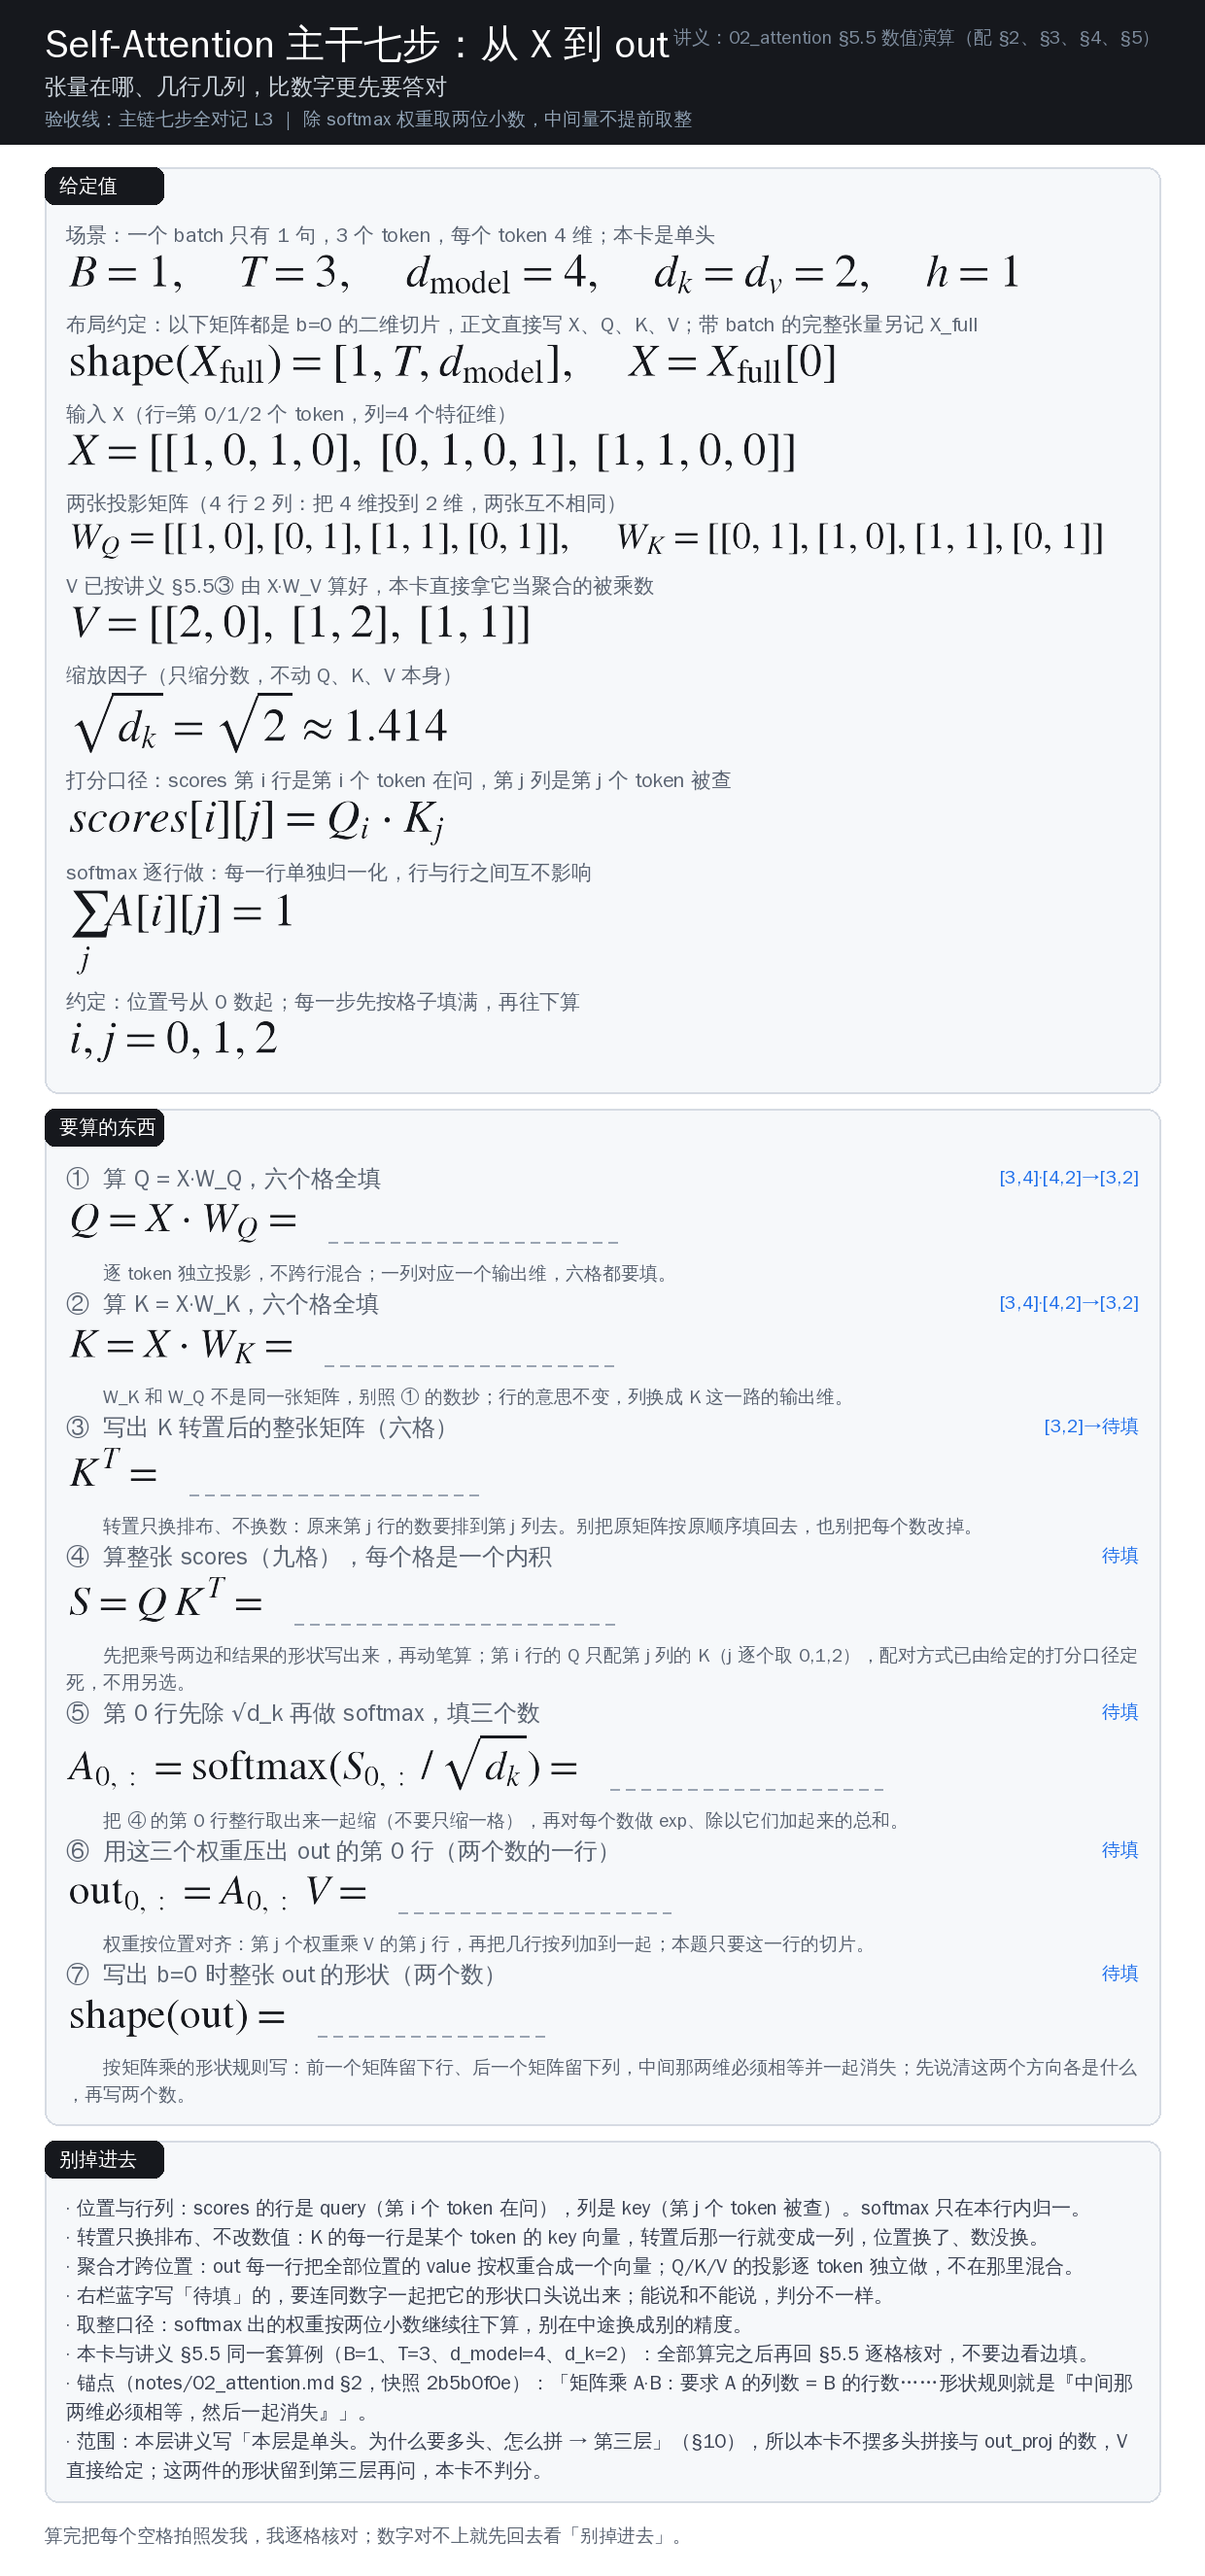 Self-Attention 主干七步：从 X 到 out 讲义：02_attention §5.5 数值演算（配 §2、§3、§4、§5）
张量在哪、几行几列，比数字更先要答对
验收线：主链七步全对记 L3 ｜ 除 softmax 权重取两位小数，中间量不提前取整
给定值
场景：一个 batch 只有 1 句，3 个 token，每个 token 4 维；本卡是单头
B = 1, T = 3, d_model = 4, d_k = d_v = 2, h = 1
布局约定：以下矩阵都是 b=0 的二维切片，正文直接写 X、Q、K、V；带 batch 的完整张量另记 X_full
shape(X_full) = [1, T, d_model], X = X_full[0]
输入 X（行=第 0/1/2 个 token，列=4 个特征维）
X = [[1, 0, 1, 0], [0, 1, 0, 1], [1, 1, 0, 0]]
两张投影矩阵（4 行 2 列：把 4 维投到 2 维，两张互不相同）
W_Q = [[1, 0], [0, 1], [1, 1], [0, 1]], W_K = [[0, 1], [1, 0], [1, 1], [0, 1]]
V 已按讲义 §5.5③ 由 X·W_V 算好，本卡直接拿它当聚合的被乘数
V = [[2, 0], [1, 2], [1, 1]]
缩放因子（只缩分数，不动 Q、K、V 本身）
√d_k = √2 ≈ 1.414
打分口径：scores 第 i 行是第 i 个 token 在问，第 j 列是第 j 个 token 被查
scores[i][j] = Q_i · K_j
softmax 逐行做：每一行单独归一化，行与行之间互不影响
∑_j A[i][j] = 1
约定：位置号从 0 数起；每一步先按格子填满，再往下算
i, j = 0, 1, 2
要算的东西
① 算 Q = X·W_Q，六个格全填 [3,4]·[4,2]→[3,2]
Q = X · W_Q =
逐 token 独立投影，不跨行混合；一列对应一个输出维，六格都要填。
② 算 K = X·W_K，六个格全填 [3,4]·[4,2]→[3,2]
K = X · W_K =
W_K 和 W_Q 不是同一张矩阵，别照 ① 的数抄；行的意思不变，列换成 K 这一路的输出维。
③ 写出 K 转置后的整张矩阵（六格） [3,2]→待填
K^T =
转置只换排布、不换数：原来第 j 行的数要排到第 j 列去。别把原矩阵按原顺序填回去，也别把每个数改掉。
④ 算整张 scores（九格），每个格是一个内积 待填
S = Q K^T =
先把乘号两边和结果的形状写出来，再动笔算；第 i 行的 Q 只配第 j 列的 K（j 逐个取 0,1,2），配对方式已由给定的打分口径定
死，不用另选。
⑤ 第 0 行先除 √d_k 再做 softmax，填三个数 待填
A_{0, :} = softmax(S_{0, :} / √d_k) =
把 ④ 的第 0 行整行取出来一起缩（不要只缩一格），再对每个数做 exp、除以它们加起来的总和。
⑥ 用这三个权重压出 out 的第 0 行（两个数的一行） 待填
out_{0, :} = A_{0, :} V =
权重按位置对齐：第 j 个权重乘 V 的第 j 行，再把几行按列加到一起；本题只要这一行的切片。
⑦ 写出 b=0 时整张 out 的形状（两个数） 待填
shape(out) =
按矩阵乘的形状规则写：前一个矩阵留下行、后一个矩阵留下列，中间那两维必须相等并一起消失；先说清这两个方向各是什么
，再写两个数。
别掉进去
· 位置与行列：scores 的行是 query（第 i 个 token 在问），列是 key（第 j 个 token 被查）。softmax 只在本行内归一。
· 转置只换排布、不改数值：K 的每一行是某个 token 的 key 向量，转置后那一行就变成一列，位置换了、数没换。
· 聚合才跨位置：out 每一行把全部位置的 value 按权重合成一个向量；Q/K/V 的投影逐 token 独立做，不在那里混合。
· 右栏蓝字写「待填」的，要连同数字一起把它的形状口头说出来；能说和不能说，判分不一样。
· 取整口径：softmax 出的权重按两位小数继续往下算，别在中途换成别的精度。
· 本卡与讲义 §5.5 同一套算例（B=1、T=3、d_model=4、d_k=2）：全部算完之后再回 §5.5 逐格核对，不要边看边填。
· 锚点（notes/02_attention.md §2，快照 2b5b0f0e）：「矩阵乘 A·B：要求 A 的列数 = B 的行数……形状规则就是『中间那
两维必须相等，然后一起消失』」。
· 范围：本层讲义写「本层是单头。为什么要多头、怎么拼 → 第三层」（§10），所以本卡不摆多头拼接与 out_proj 的数，V
直接给定；这两件的形状留到第三层再问，本卡不判分。
算完把每个空格拍照发我，我逐格核对；数字对不上就先回去看「别掉进去」。